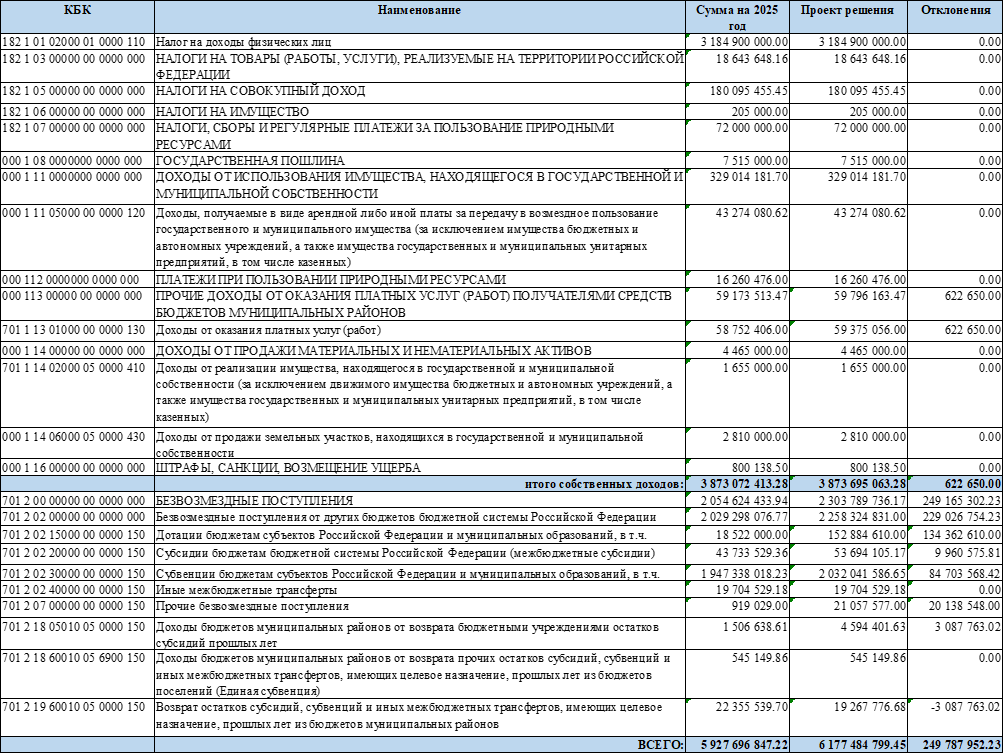 КБК Наименование Сумма на 2025 Проект решения Отклонения
год
182 1 01 02000 01 0000 110 Налог на доходы физических лиц 3 184 900 000.00 3 184 900 000.00 0.00
182 1 03 00000 00 0000 000 НАЛОГИ НА ТОВАРЫ (РАБОТЫ, УСЛУГИ), РЕАЛИЗУЕМЫЕ НА ТЕРРИТОРИИ РОССИЙСКОЙ 18 643 648.16 18 643 648.16 0.00
ФЕДЕРАЦИИ
182 1 05 00000 00 0000 000 НАЛОГИ НА СОВОКУПНЫЙ ДОХОД 180 095 455.45 180 095 455.45 0.00
182 1 06 00000 00 0000 000 НАЛОГИ НА ИМУЩЕСТВО 205 000.00 205 000.00 0.00
182 1 07 00000 00 0000 000 НАЛОГИ, СБОРЫ И РЕГУЛЯРНЫЕ ПЛАТЕЖИ ЗА ПОЛЬЗОВАНИЕ ПРИРОДНЫМИ 72 000 000.00 72 000 000.00 0.00
РЕСУРСАМИ
000 1 08 0000000 0000 000 ГОСУДАРСТВЕННАЯ ПОШЛИНА 7 515 000.00 7 515 000.00 0.00
000 1 11 0000000 0000 000 ДОХОДЫ ОТ ИСПОЛЬЗОВАНИЯ ИМУЩЕСТВА, НАХОДЯЩЕГОСЯ В ГОСУДАРСТВЕННОЙ И 329 014 181.70 329 014 181.70 0.00
МУНИЦИПАЛЬНОЙ СОБСТВЕННОСТИ
000 1 11 05000 00 0000 120 Доходы, получаемые в виде арендной либо иной платы за передачу в возмездное пользование 43 274 080.62 43 274 080.62 0.00
государственного и муниципального имущества (за исключением имущества бюджетных и
автономных учреждений, а также имущества государственных и муниципальных унитарных
предприятий, в том числе казенных)
000 112 0000000 0000 000 ПЛАТЕЖИ ПРИ ПОЛЬЗОВАНИИ ПРИРОДНЫМИ РЕСУРСАМИ 16 260 476.00 16 260 476.00 0.00
000 113 00000 00 0000 000 ПРОЧИЕ ДОХОДЫ ОТ ОКАЗАНИЯ ПЛАТНЫХ УСЛУГ (РАБОТ) ПОЛУЧАТЕЛЯМИ СРЕДСТВ 59 173 513.47 59 796 163.47 622 650.00
БЮДЖЕТОВ МУНИЦИПАЛЬНЫХ РАЙОНОВ
701 1 13 01000 00 0000 130 Доходы от оказания платных услуг (работ) 58 752 406.00 59 375 056.00 622 650.00
000 1 14 00000 00 0000 000 ДОХОДЫ ОТ ПРОДАЖИ МАТЕРИАЛЬНЫХ И НЕМАТЕРИАЛЬНЫХ АКТИВОВ 4 465 000.00 4 465 000.00 0.00
701 1 14 02000 05 0000 410 Доходы от реализации имущества, находящегося в государственной и муниципальной 1 655 000.00 1 655 000.00 0.00
собственности (за исключением движимого имущества бюджетных и автономных учреждений, а
также имущества государственных и муниципальных унитарных предприятий, в том числе
казенных)
000 1 14 06000 05 0000 430 Доходы от продажи земельных участков, находящихся в государственной и муниципальной 2 810 000.00 2 810 000.00 0.00
собственности
000 1 16 00000 00 0000 000 ШТРАФЫ, САНКЦИИ, ВОЗМЕЩЕНИЕ УЩЕРБА 800 138.50 800 138.50 0.00
итого собственных доходов: 3 873 072 413.28 3 873 695 063.28 622 650.00
701 2 00 00000 00 0000 000 БЕЗВОЗМЕЗДНЫЕ ПОСТУПЛЕНИЯ 2 054 624 433.94 2 303 789 736.17 249 165 302.23
701 2 02 00000 00 0000 000 Безвозмездные поступления от других бюджетов бюджетной системы Российской Федерации 2 029 298 076.77 2 258 324 831.00 229 026 754.23
701 2 02 15000 00 0000 150 Дотации бюджетам субъектов Российской Федерации и муниципальных образований, в т.ч. 18 522 000.00 152 884 610.00 134 362 610.00
701 2 02 20000 00 0000 150 Субсидии бюджетам бюджетной системы Российской Федерации (межбюджетные субсидии) 43 733 529.36 53 694 105.17 9 960 575.81
701 2 02 30000 00 0000 150 Субвенции бюджетам субъектов Российской Федерации и муниципальных образований, в т.ч. 1 947 338 018.23 2 032 041 586.65 84 703 568.42
701 2 02 40000 00 0000 150 Иные межбюджетные трансферты 19 704 529.18 19 704 529.18 0.00
701 2 07 00000 00 0000 150 Прочие безвозмездные поступления 919 029.00 21 057 577.00 20 138 548.00
701 2 18 05010 05 0000 150 Доходы бюджетов муниципальных районов от возврата бюджетными учреждениями остатков 1 506 638.61 4 594 401.63 3 087 763.02
субсидий прошлых лет
701 2 18 60010 05 6900 150 Доходы бюджетов муниципальных районов от возврата прочих остатков субсидий, субвенций и 545 149.86 545 149.86 0.00
иных межбюджетных трансфертов, имеющих целевое назначение, прошлых лет из бюджетов
поселений (Единая субвенция)
701 2 19 60010 05 0000 150 Возврат остатков субсидий, субвенций и иных межбюджетных трансфертов, имеющих целевое 22 355 539.70 19 267 776.68 -3 087 763.02
назначение, прошлых лет из бюджетов муниципальных районов
ВСЕГО: 5 927 696 847.22 6 177 484 799.45 249 787 952.23